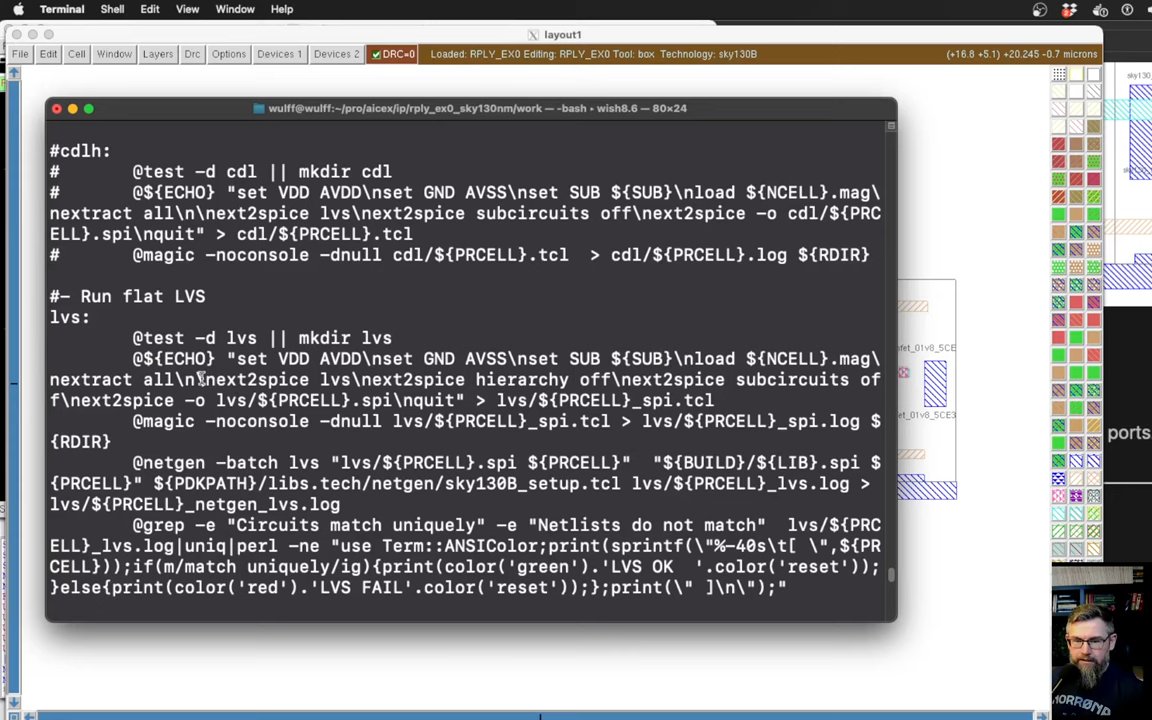 Terminal Shell Edit View Window Help
layout1
File Edit Cell Window Layers Drc Options Devices 1 Devices 2 DRC=0 Loaded: RPLY_EX0 Editing: RPLY_EX0 Tool: box Technology: sky130B (+16.8 +5.1) +20.245 -0.7 microns
wulff@wulff:~/pro/aicex/ip/rply_ex0_sky130nm/work — -bash • wish8.6 — 80×24
#cdlh:
# @test -d cdl || mkdir cdl
# @${ECHO} "set VDD AVDD\nset GND AVSS\nset SUB ${SUB}\nload ${NCELL}.mag\
nextract all\n\next2spice lvs\next2spice subcircuits off\next2spice -o cdl/${PRC
ELL}.spi\nquit" > cdl/${PRCELL}.tcl
# @magic -noconsole -dnull cdl/${PRCELL}.tcl > cdl/${PRCELL}.log ${RDIR}
#- Run flat LVS
lvs:
@test -d lvs || mkdir lvs
@${ECHO} "set VDD AVDD\nset GND AVSS\nset SUB ${SUB}\nload ${NCELL}.mag\
nextract all\n\next2spice lvs\next2spice hierarchy off\next2spice subcircuits of
f\next2spice -o lvs/${PRCELL}.spi\nquit" > lvs/${PRCELL}_spi.tcl
@magic -noconsole -dnull lvs/${PRCELL}_spi.tcl > lvs/${PRCELL}_spi.log $
{RDIR}
@netgen -batch lvs "lvs/${PRCELL}.spi ${PRCELL}" "${BUILD}/${LIB}.spi $
{PRCELL}" ${PDKPATH}/libs.tech/netgen/sky130B_setup.tcl lvs/${PRCELL}_lvs.log >
lvs/${PRCELL}_netgen_lvs.log
@grep -e "Circuits match uniquely" -e "Netlists do not match" lvs/${PRC
ELL}_lvs.log|uniq|perl -ne "use Term::ANSIColor;print(sprintf(\"%-40s\t[ \",${PR
CELL}));if(m/match uniquely/ig){print(color('green').'LVS OK '.color('reset'));
}else{print(color('red').'LVS FAIL'.color('reset'));};print(\" ]\n\");"
fet_01v8_5CE
fet_01v8_5CE3
ports